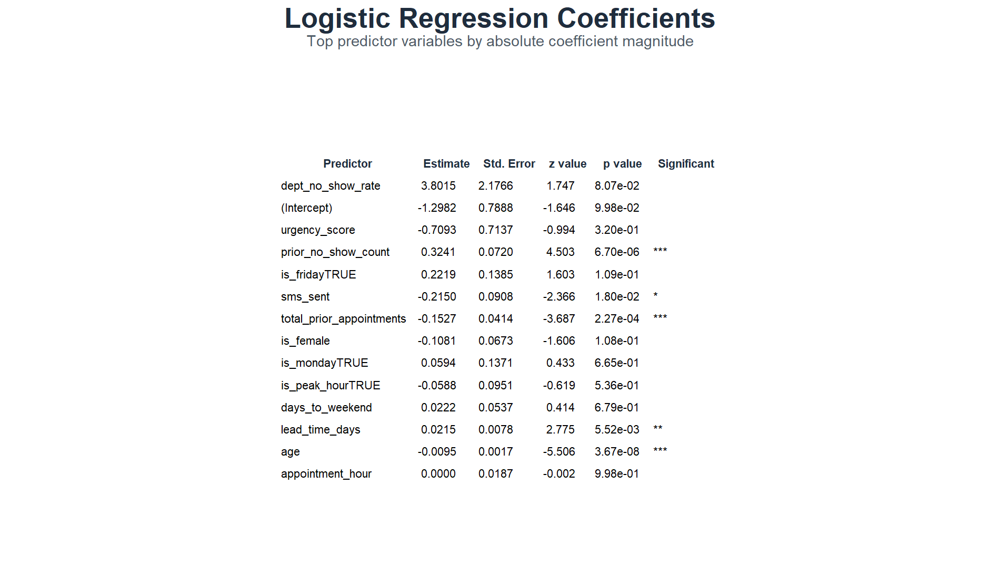 Logistic Regression Coefficients
Top predictor variables by absolute coefficient magnitude
Predictor Estimate Std. Error z value p value Significant
dept_no_show_rate 3.8015 2.1766 1.747 8.07e-02
(Intercept) -1.2982 0.7888 -1.646 9.98e-02
urgency_score -0.7093 0.7137 -0.994 3.20e-01
prior_no_show_count 0.3241 0.0720 4.503 6.70e-06 ***
is_fridayTRUE 0.2219 0.1385 1.603 1.09e-01
sms_sent -0.2150 0.0908 -2.366 1.80e-02 *
total_prior_appointments -0.1527 0.0414 -3.687 2.27e-04 ***
is_female -0.1081 0.0673 -1.606 1.08e-01
is_mondayTRUE 0.0594 0.1371 0.433 6.65e-01
is_peak_hourTRUE -0.0588 0.0951 -0.619 5.36e-01
days_to_weekend 0.0222 0.0537 0.414 6.79e-01
lead_time_days 0.0215 0.0078 2.775 5.52e-03 **
age -0.0095 0.0017 -5.506 3.67e-08 ***
appointment_hour 0.0000 0.0187 -0.002 9.98e-01